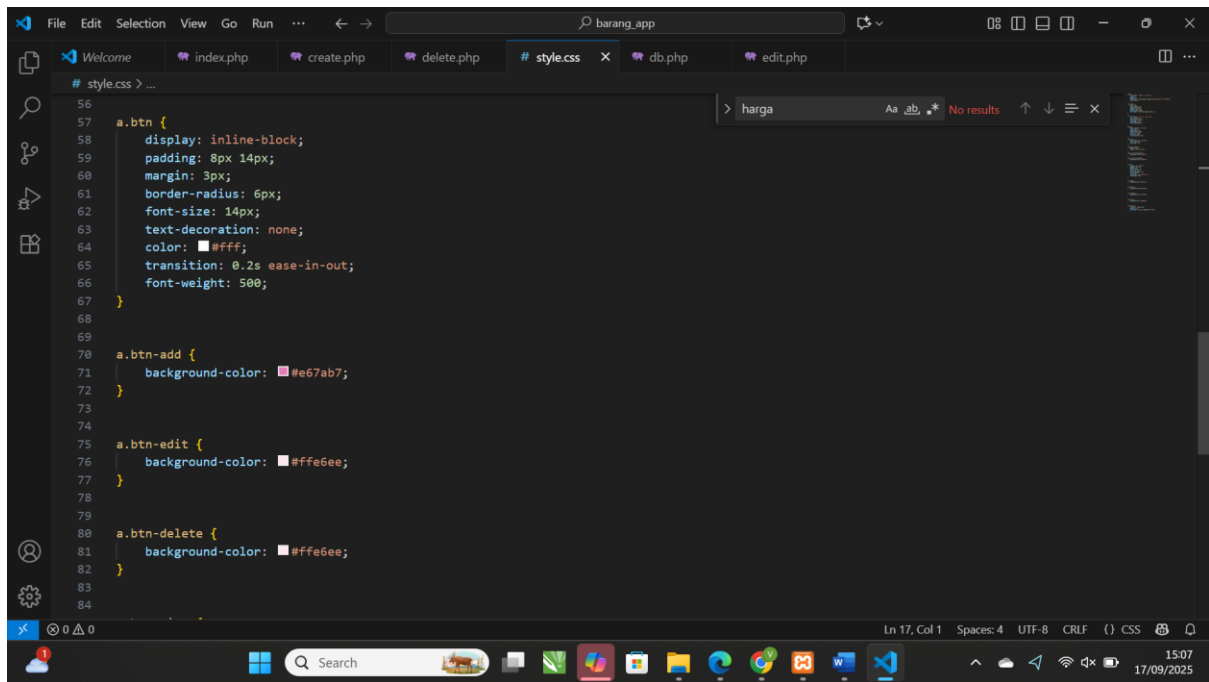 File Edit Selection View Go Run ··· ← → barang_app
Welcome index.php create.php delete.php # style.css × db.php edit.php ···
# style.css > ...
> harga Aa ab, .* No results ↑ ↓ ×
56
57 a.btn {
58 display: inline-block;
59 padding: 8px 14px;
60 margin: 3px;
61 border-radius: 6px;
62 font-size: 14px;
63 text-decoration: none;
64 color: #fff;
65 transition: 0.2s ease-in-out;
66 font-weight: 500;
67 }
68
69
70 a.btn-add {
71 background-color: #e67ab7;
72 }
73
74
75 a.btn-edit {
76 background-color: #ffe6ee;
77 }
78
79
80 a.btn-delete {
81 background-color: #ffe6ee;
82 }
83
84
0 0 Ln 17, Col 1 Spaces: 4 UTF-8 CRLF {} CSS
1 Search 15:07
17/09/2025